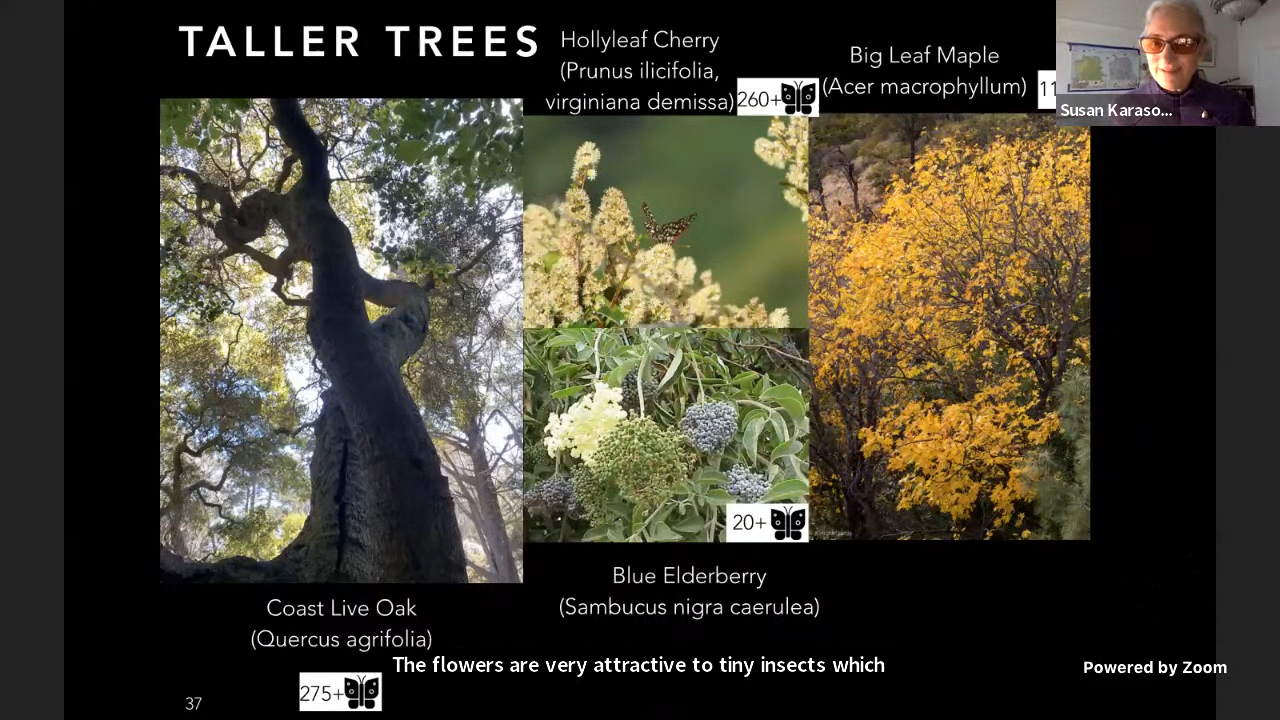 TALLER TREES
Hollyleaf Cherry
(Prunus ilicifolia,
virginiana demissa)
260+
Big Leaf Maple
(Acer macrophyllum)
11
Susan Karaso...
20+
Blue Elderberry
(Sambucus nigra caerulea)
Coast Live Oak
(Quercus agrifolia)
275+
The flowers are very attractive to tiny insects which
Powered by Zoom
37